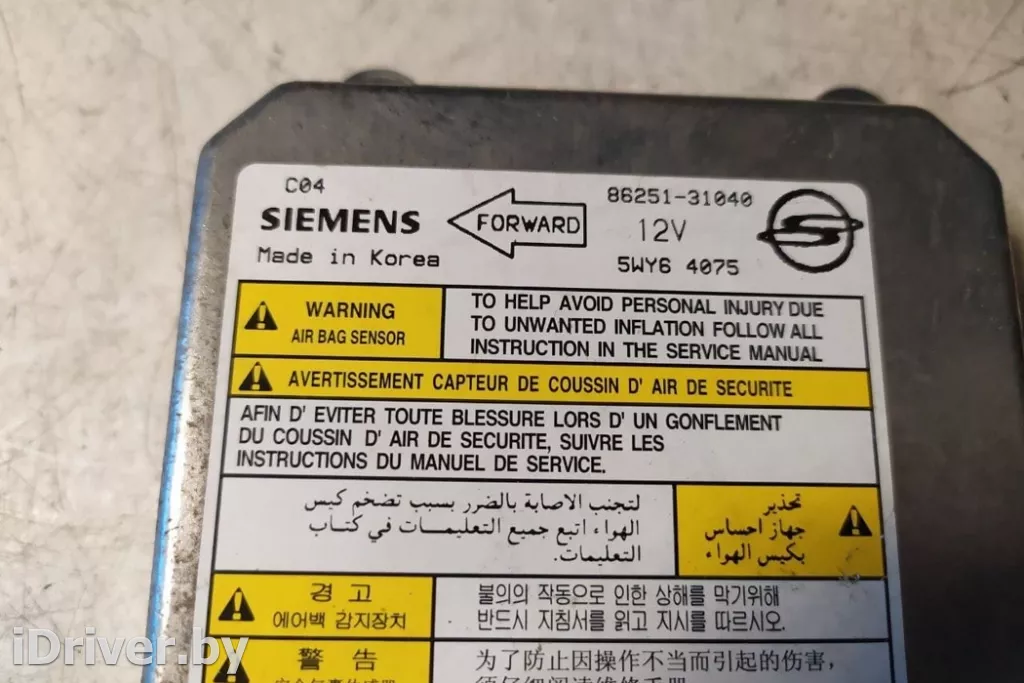 C04
SIEMENS
Made in Korea
FORWARD
86251-31040
12V
5WY6 4075
WARNING
AIR BAG SENSOR
TO HELP AVOID PERSONAL INJURY DUE
TO UNWANTED INFLATION FOLLOW ALL
INSTRUCTION IN THE SERVICE MANUAL
AVERTISSEMENT CAPTEUR DE COUSSIN D' AIR DE SECURITE
AFIN D' EVITER TOUTE BLESSURE LORS D' UN GONFLEMENT
DU COUSSIN D' AIR DE SECURITE, SUIVRE LES
INSTRUCTIONS DU MANUEL DE SERVICE.
تحذير
جهاز احساس
بكيس الهواء
لتجنب الاصابة بالضرر بسبب تضخم كيس
الهواء اتبع جميع التعليمات في كتاب
التعليمات.
경 고
에어백 감지장치
불의의 작동으로 인한 상해를 막기위해
반드시 지침서를 읽고 지시를 따르시오.
警 告
为了防止因操作不当而引起的伤害,
iDriver.by